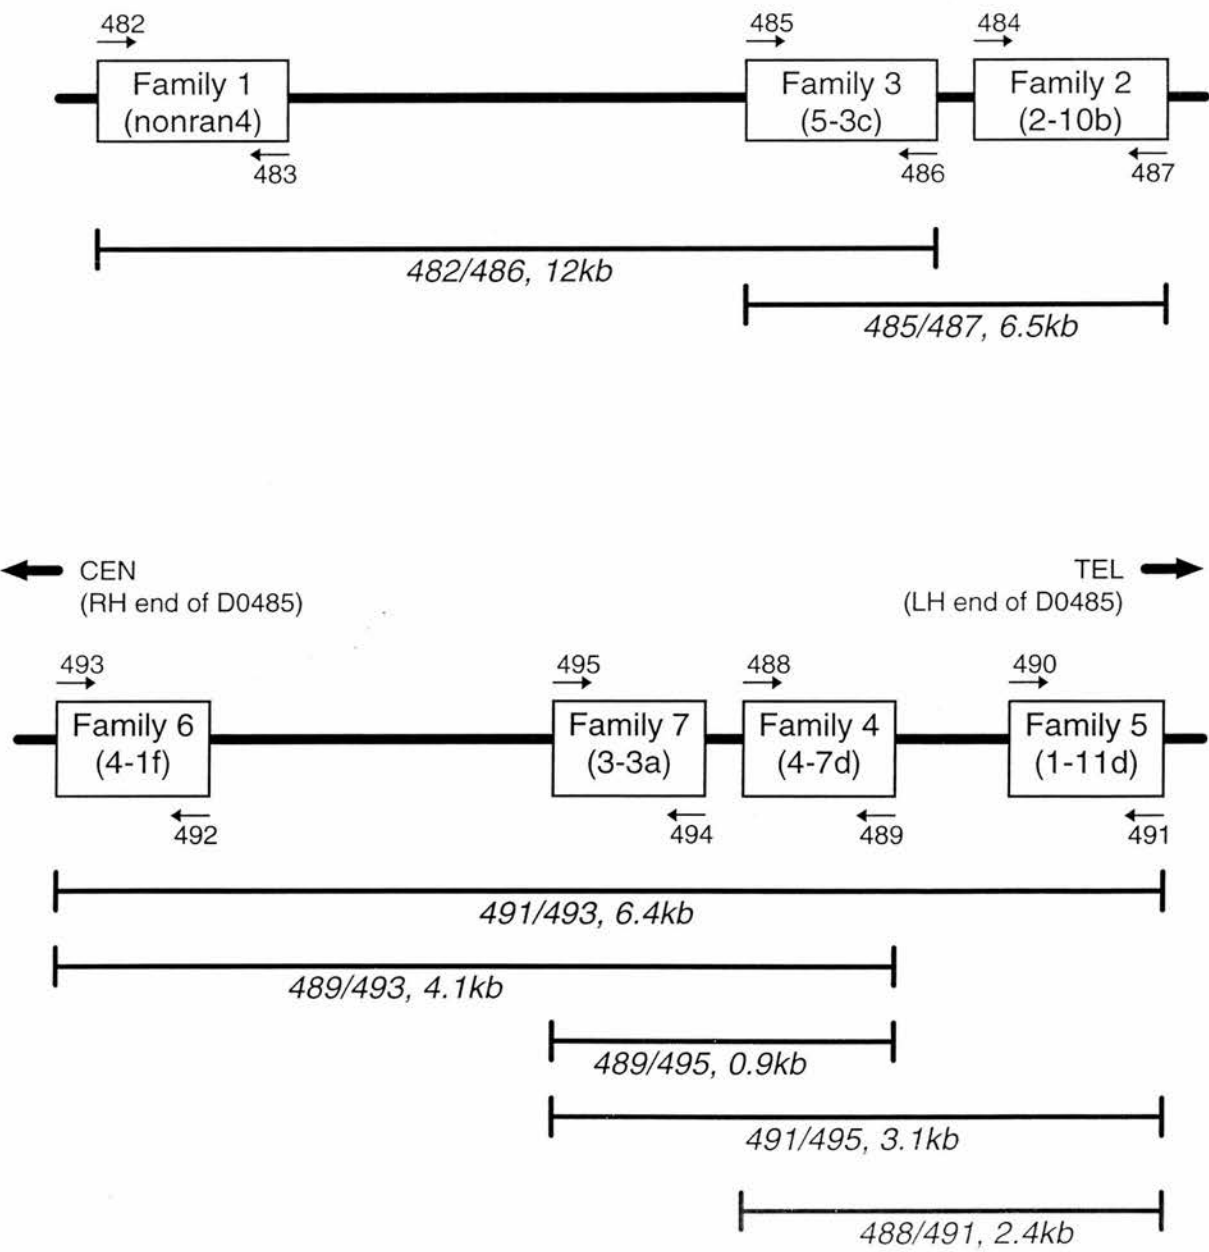 482
485
484
Family 1
(nonran4)
Family 3
(5-3c)
Family 2
(2-10b)
483
486
487
482/486, 12kb
485/487, 6.5kb
CEN
(RH end of D0485)
TEL
(LH end of D0485)
493
495
488
490
Family 6
(4-1f)
Family 7
(3-3a)
Family 4
(4-7d)
Family 5
(1-11d)
492
494
489
491
491/493, 6.4kb
489/493, 4.1kb
489/495, 0.9kb
491/495, 3.1kb
488/491, 2.4kb